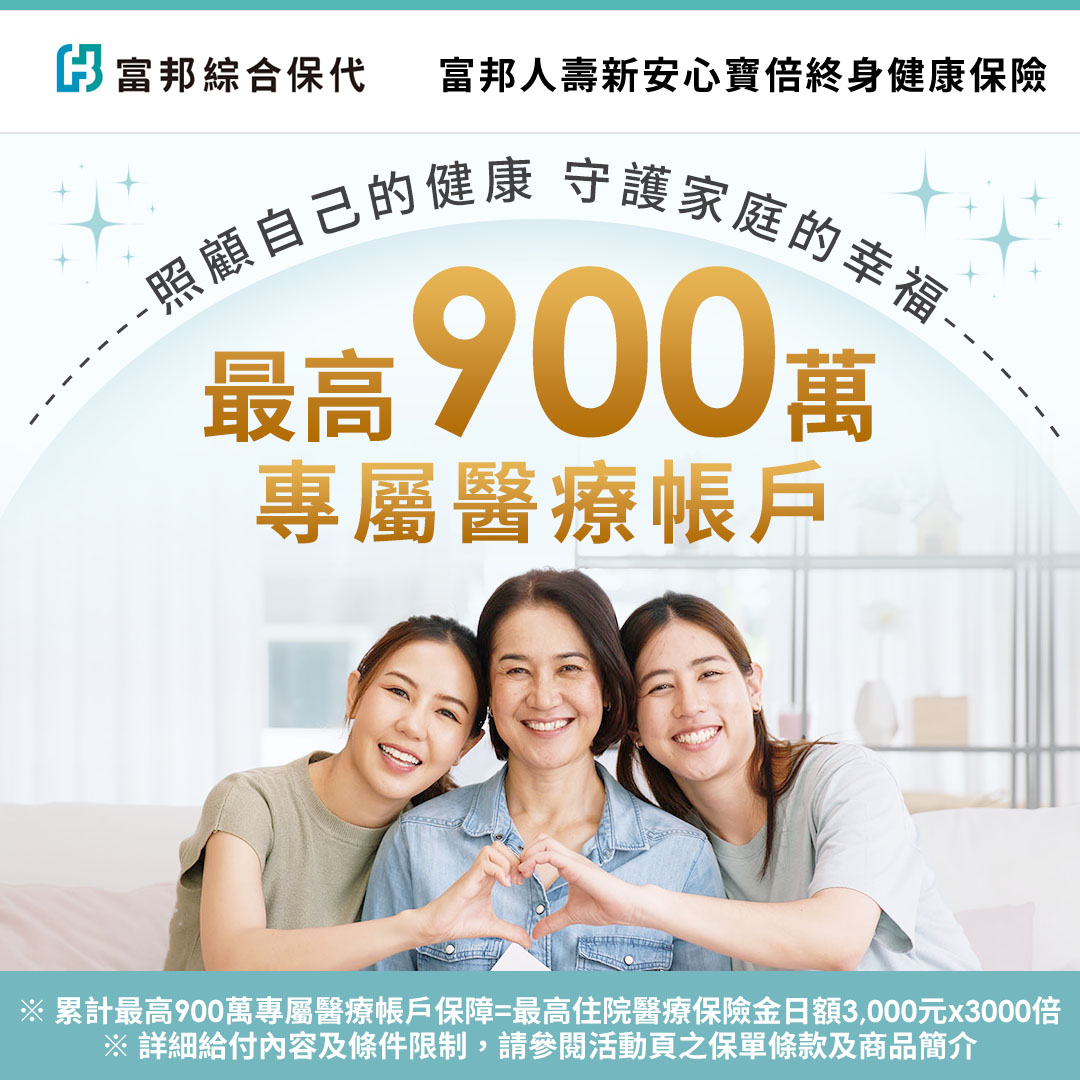 富邦綜合保代
富邦人壽新安心寶倍終身健康保險
照顧自己的健康 守護家庭的幸福
最高900萬
專屬醫療帳戶
※ 累計最高900萬專屬醫療帳戶保障=最高住院醫療保險金日額3,000元x3000倍
※ 詳細給付內容及條件限制，請參閱活動頁之保單條款及商品簡介